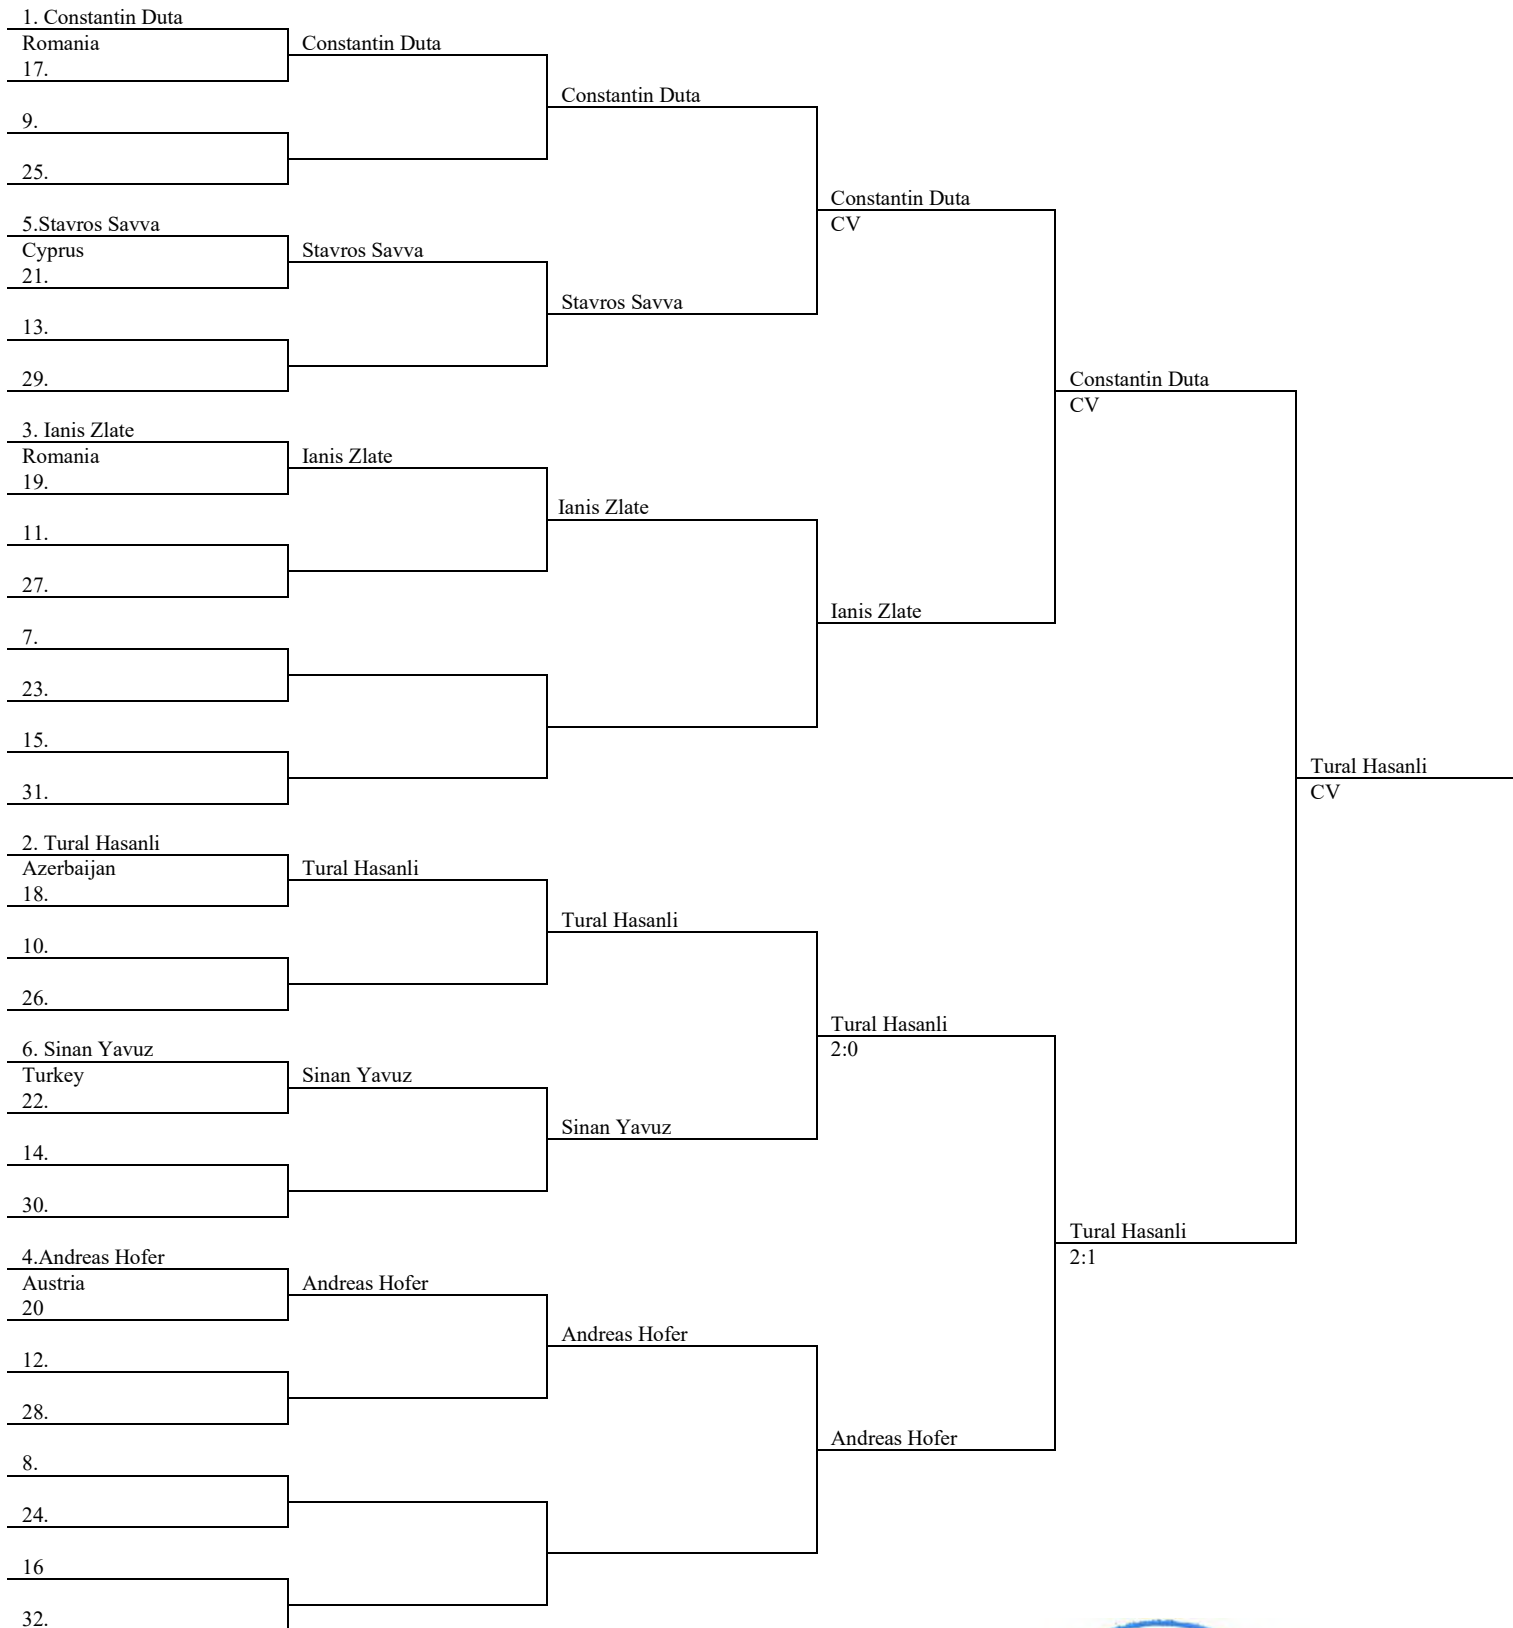 1. Constantin Duta
Romania
17.
9.
25.
5.Stavros Savva
Cyprus
21.
13.
29.
3. Ianis Zlate
Romania
19.
11.
27.
7.
23.
15.
31.
2. Tural Hasanli
Azerbaijan
18.
10.
26.
6. Sinan Yavuz
Turkey
22.
14.
30.
4.Andreas Hofer
Austria
20
12.
28.
8.
24.
16
32.
Constantin Duta
Stavros Savva
Ianis Zlate
Tural Hasanli
Sinan Yavuz
Andreas Hofer
Constantin Duta
Stavros Savva
Ianis Zlate
Tural Hasanli
Sinan Yavuz
Andreas Hofer
Constantin Duta
CV
Ianis Zlate
Tural Hasanli
2:0
Andreas Hofer
Constantin Duta
CV
Tural Hasanli
2:1
Tural Hasanli
CV